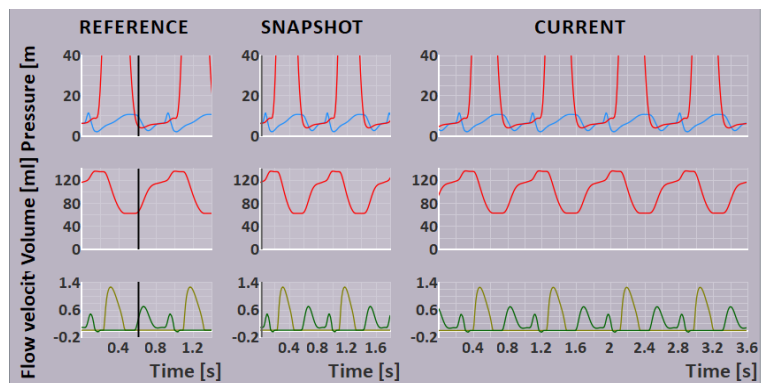 REFERENCE SNAPSHOT CURRENT
Pressure [m
40 40 40
20 20 20
0 0 0
Volume [ml]
120 120 120
80 80 80
40 40 40
0 0 0
Flow velocit
1.4 1.4 1.4
0.6 0.6 0.6
-0.2 -0.2 -0.2
0.4 0.8 1.2 0.4 0.8 1.2 1.6 0.4 0.8 1.2 1.6 2 2.4 2.8 3.2 3.6
Time [s] Time [s] Time [s]